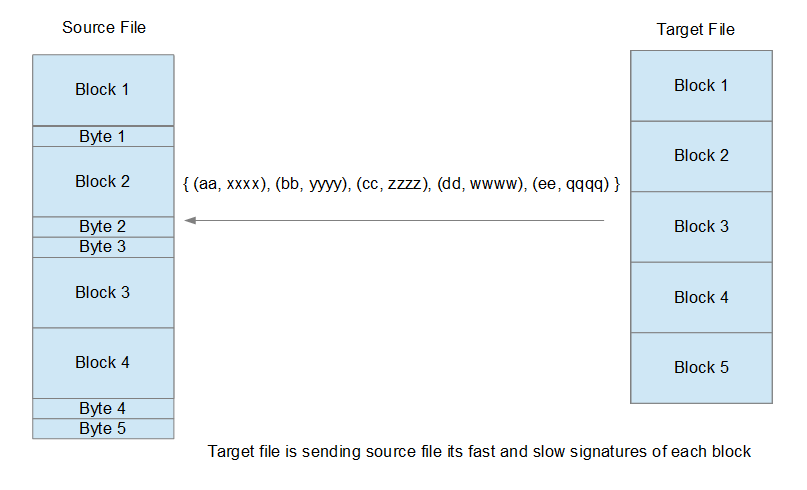 Source File
Block 1
Byte 1
Block 2
Byte 2
Byte 3
Block 3
Block 4
Byte 4
Byte 5
{ (aa, xxxx), (bb, yyyy), (cc, zzzz), (dd, wwww), (ee, qqqq) }
Target File
Block 1
Block 2
Block 3
Block 4
Block 5
Target file is sending source file its fast and slow signatures of each block